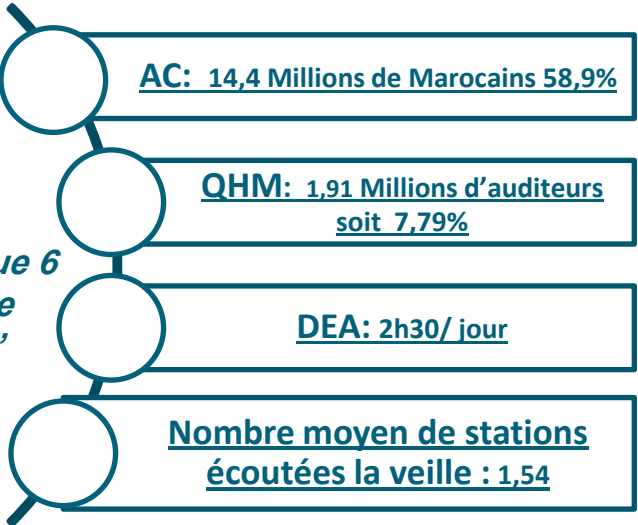 AC: 14,4 Millions de Marocains 58,9%
QHM: 1,91 Millions d’auditeurs
soit 7,79%
6
DEA: 2h30/ jour
Nombre moyen de stations
écoutées la veille : 1,54